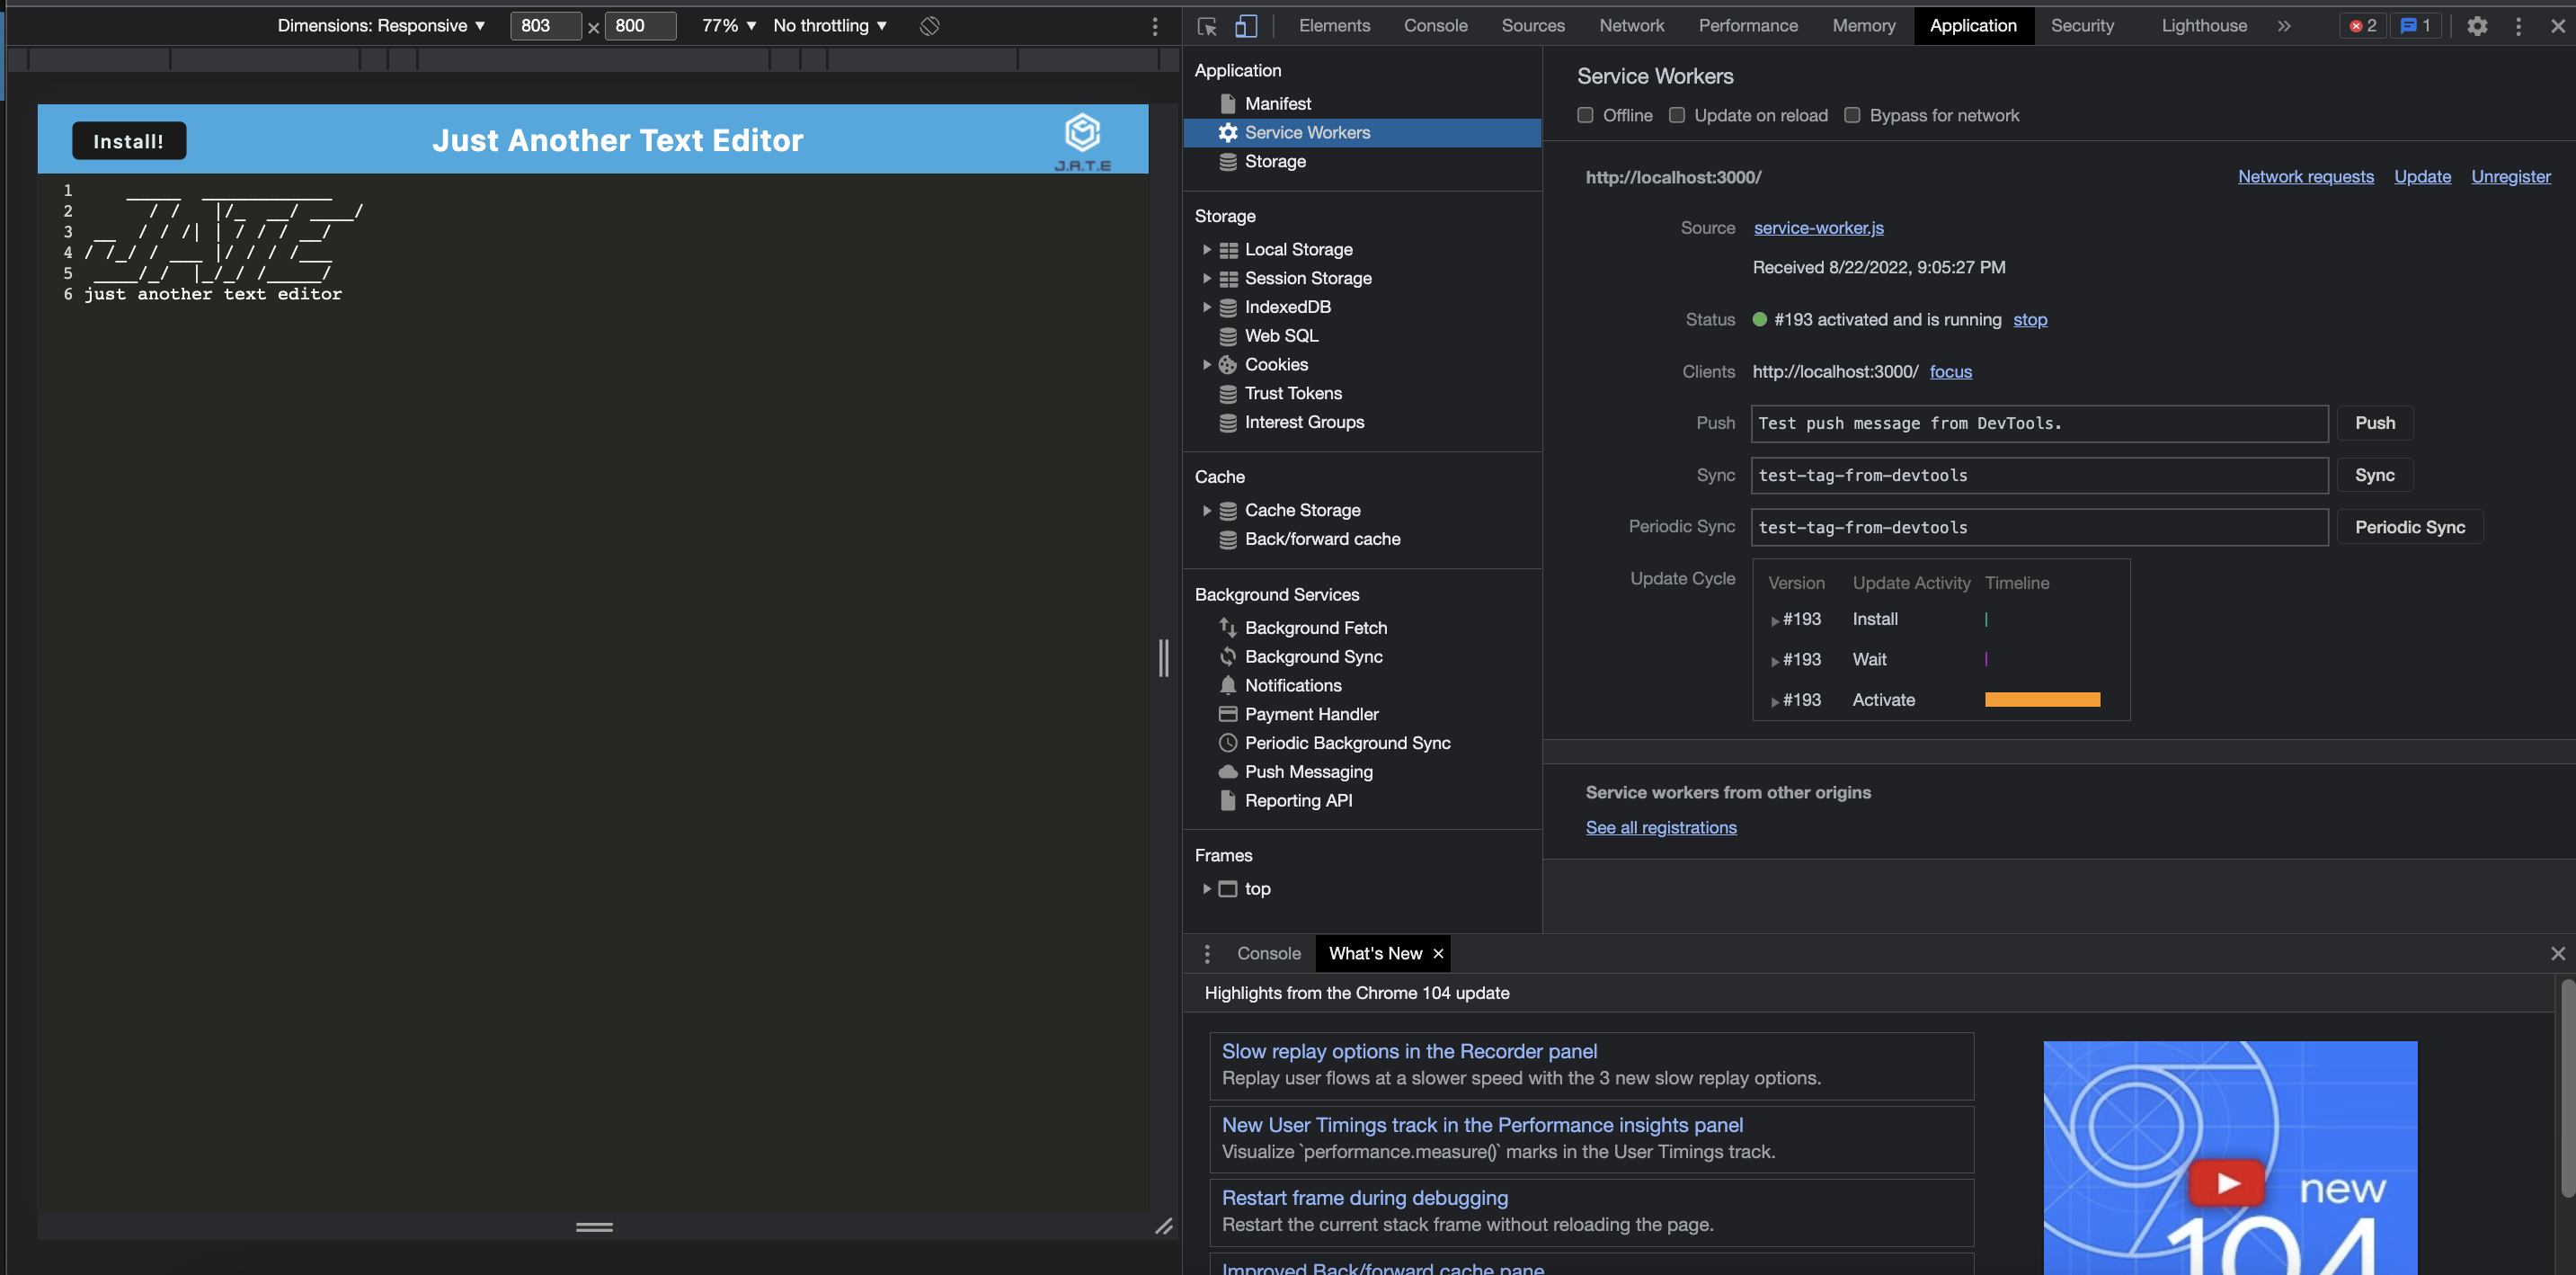 Dimensions: Responsive ▼ 803 × 800 77% ▼ No throttling ▼
Install!
Just Another Text Editor
J.A.T.E
1
2
3
4
5
6 just another text editor
Elements Console Sources Network Performance Memory Application Security Lighthouse » 2 1
Application
Manifest
Service Workers
Storage
Storage
Local Storage
Session Storage
IndexedDB
Web SQL
Cookies
Trust Tokens
Interest Groups
Cache
Cache Storage
Back/forward cache
Background Services
Background Fetch
Background Sync
Notifications
Payment Handler
Periodic Background Sync
Push Messaging
Reporting API
Frames
top
Service Workers
Offline Update on reload Bypass for network
http://localhost:3000/ Network requests Update Unregister
Source service-worker.js
Received 8/22/2022, 9:05:27 PM
Status #193 activated and is running stop
Clients http://localhost:3000/ focus
Push Test push message from DevTools. Push
Sync test-tag-from-devtools Sync
Periodic Sync test-tag-from-devtools Periodic Sync
Update Cycle Version Update Activity Timeline
#193 Install
#193 Wait
#193 Activate
Service workers from other origins
See all registrations
Console What's New ×
Highlights from the Chrome 104 update
Slow replay options in the Recorder panel
Replay user flows at a slower speed with the 3 new slow replay options.
New User Timings track in the Performance insights panel
Visualize `performance.measure()` marks in the User Timings track.
Restart frame during debugging
Restart the current stack frame without reloading the page.
Improved Back/forward cache pane
new
104